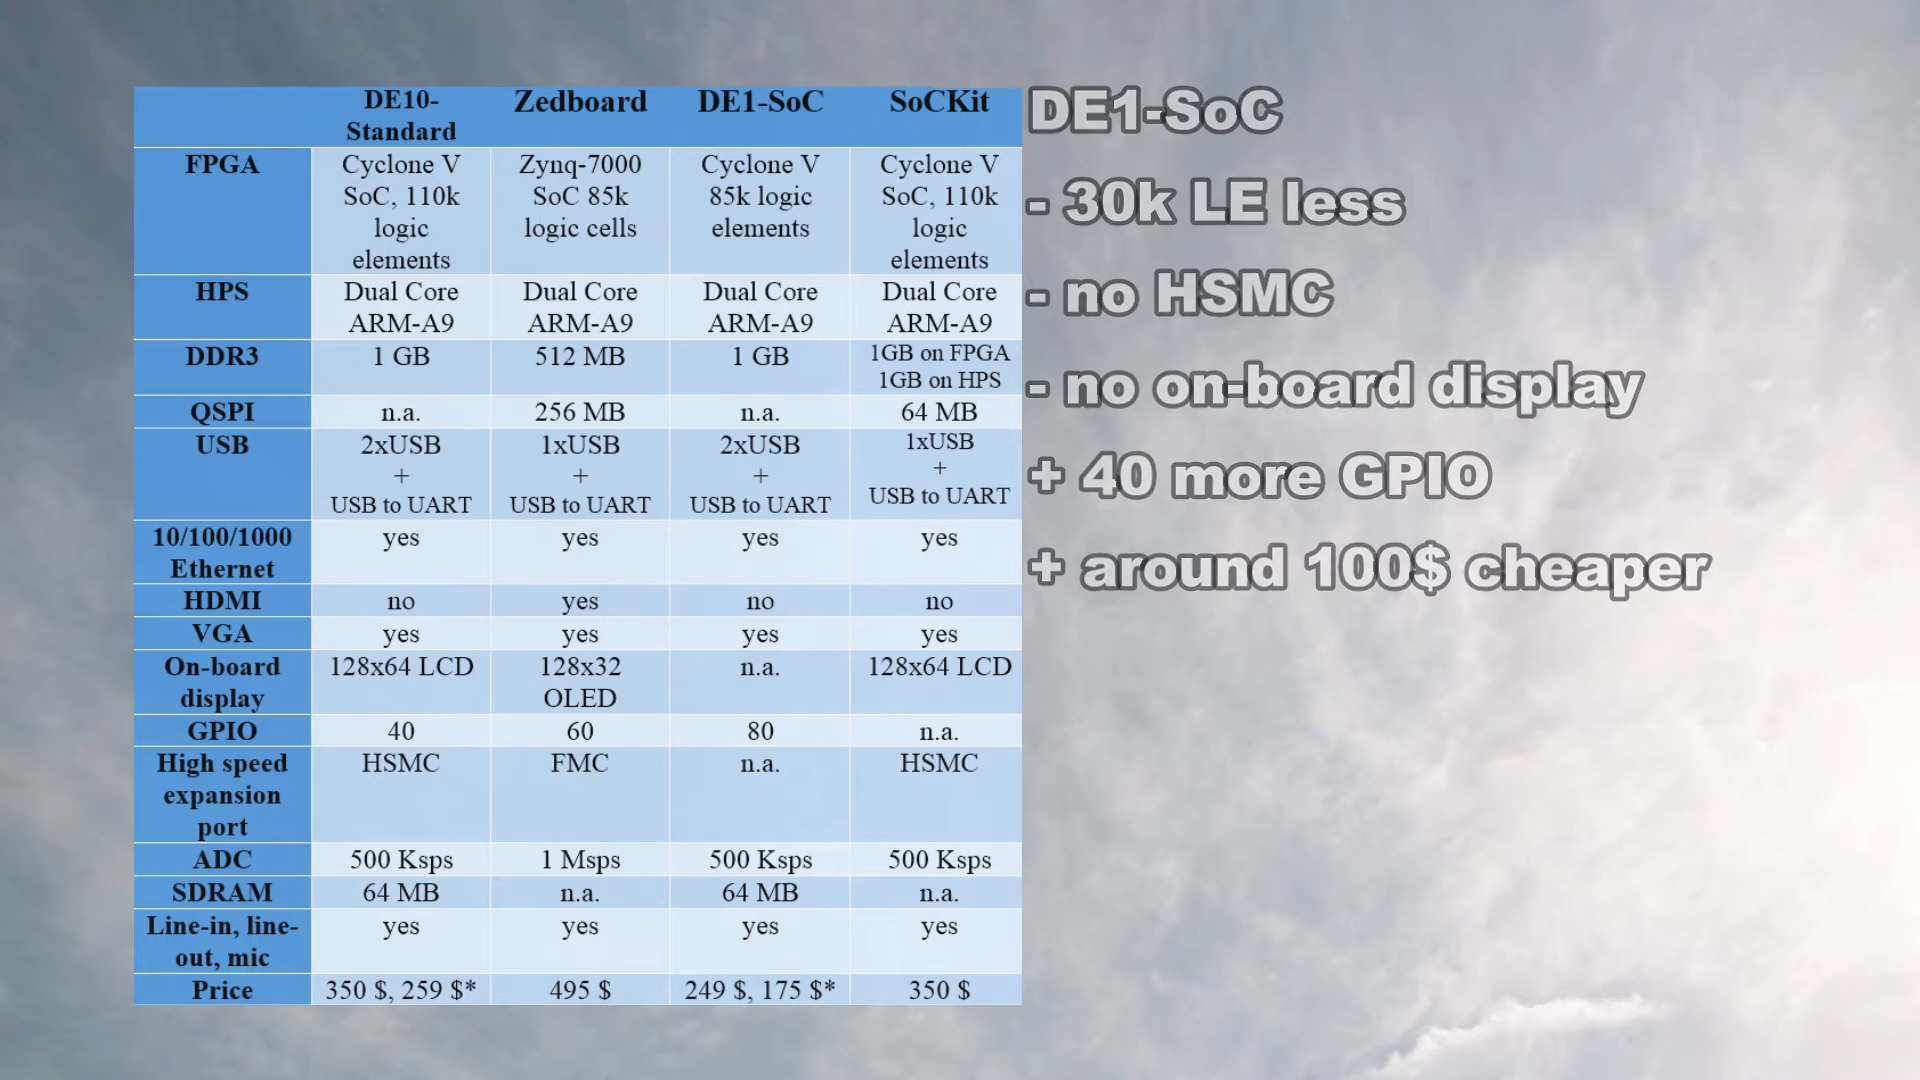 DE10-
Standard
Zedboard
DE1-SoC
SoCKit
FPGA
Cyclone V
SoC, 110k
logic
elements
Zynq-7000
SoC 85k
logic cells
Cyclone V
85k logic
elements
Cyclone V
SoC, 110k
logic
elements
HPS
Dual Core
ARM-A9
Dual Core
ARM-A9
Dual Core
ARM-A9
Dual Core
ARM-A9
DDR3
1 GB
512 MB
1 GB
1GB on FPGA
1GB on HPS
QSPI
n.a.
256 MB
n.a.
64 MB
USB
2xUSB
+
USB to UART
1xUSB
+
USB to UART
2xUSB
+
USB to UART
1xUSB
+
USB to UART
10/100/1000
Ethernet
yes
yes
yes
yes
HDMI
no
yes
no
no
VGA
yes
yes
yes
yes
On-board
display
128x64 LCD
128x32
OLED
n.a.
128x64 LCD
GPIO
40
60
80
n.a.
High speed
expansion
port
HSMC
FMC
n.a.
HSMC
ADC
500 Ksps
1 Msps
500 Ksps
500 Ksps
SDRAM
64 MB
n.a.
64 MB
n.a.
Line-in, line-
out, mic
yes
yes
yes
yes
Price
350 $, 259 $*
495 $
249 $, 175 $*
350 $
DE1-SoC
- 30k LE less
- no HSMC
- no on-board display
+ 40 more GPIO
+ around 100$ cheaper